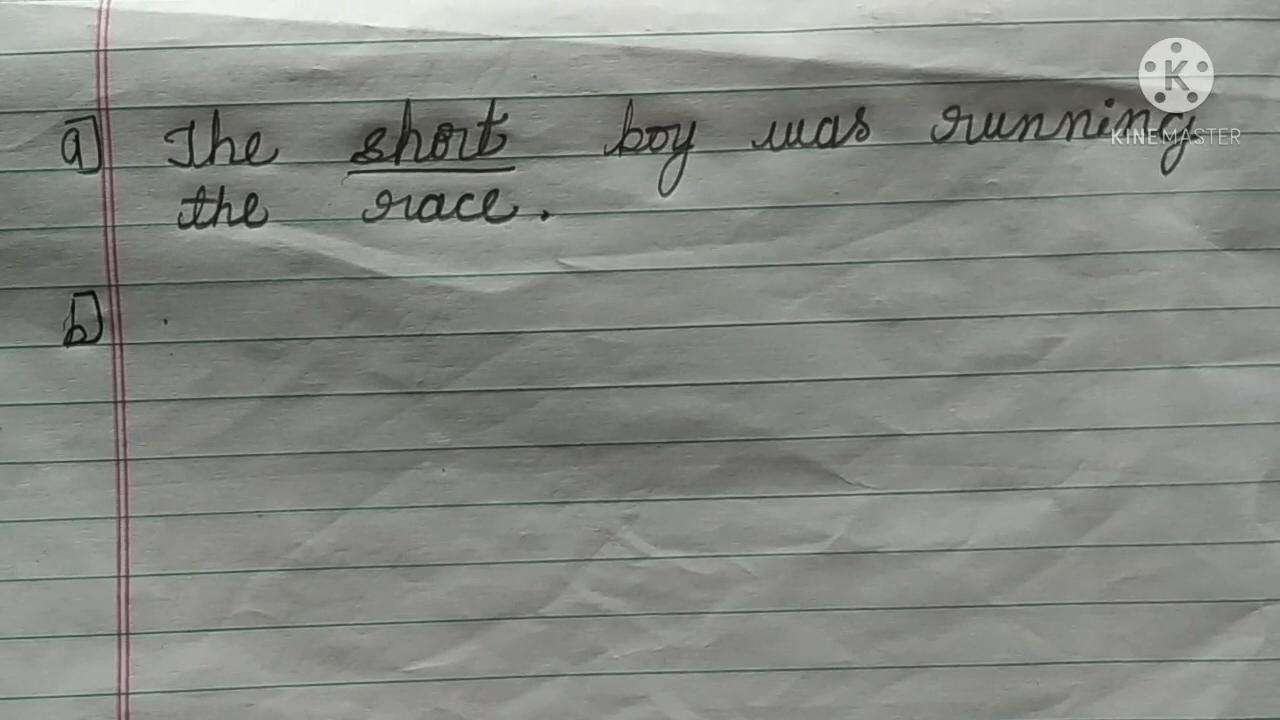 a) The short boy was running
the race.
b)
K
KINEMASTER